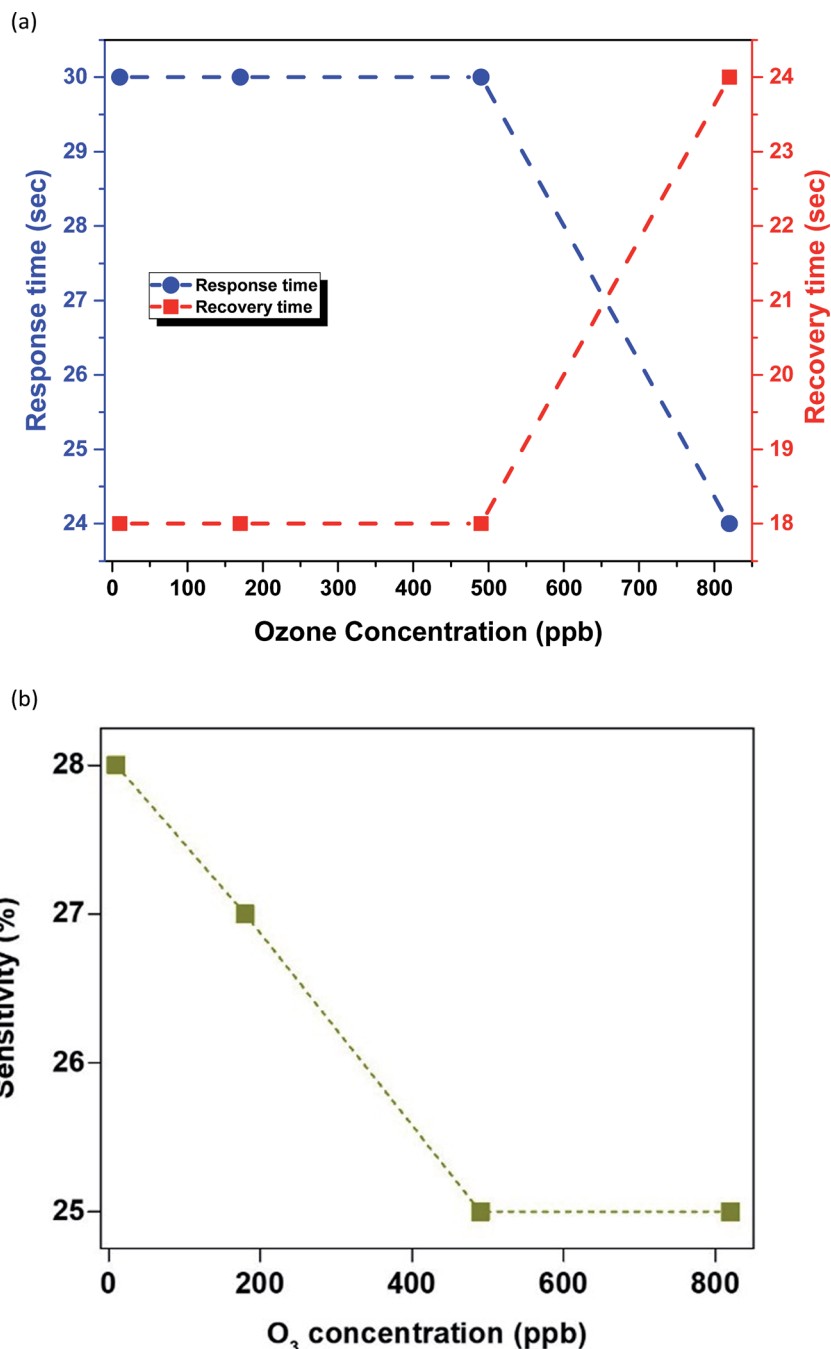 (a)
30
29
28
27
26
25
24
Response time (sec)
Response time
Recovery time
24
23
22
21
20
19
18
17
Recovery time (sec)
0 100 200 300 400 500 600 700 800
Ozone Concentration (ppb)
(b)
28
27
26
25
Sensitivity (%)
0 200 400 600 800
O₃ concentration (ppb)